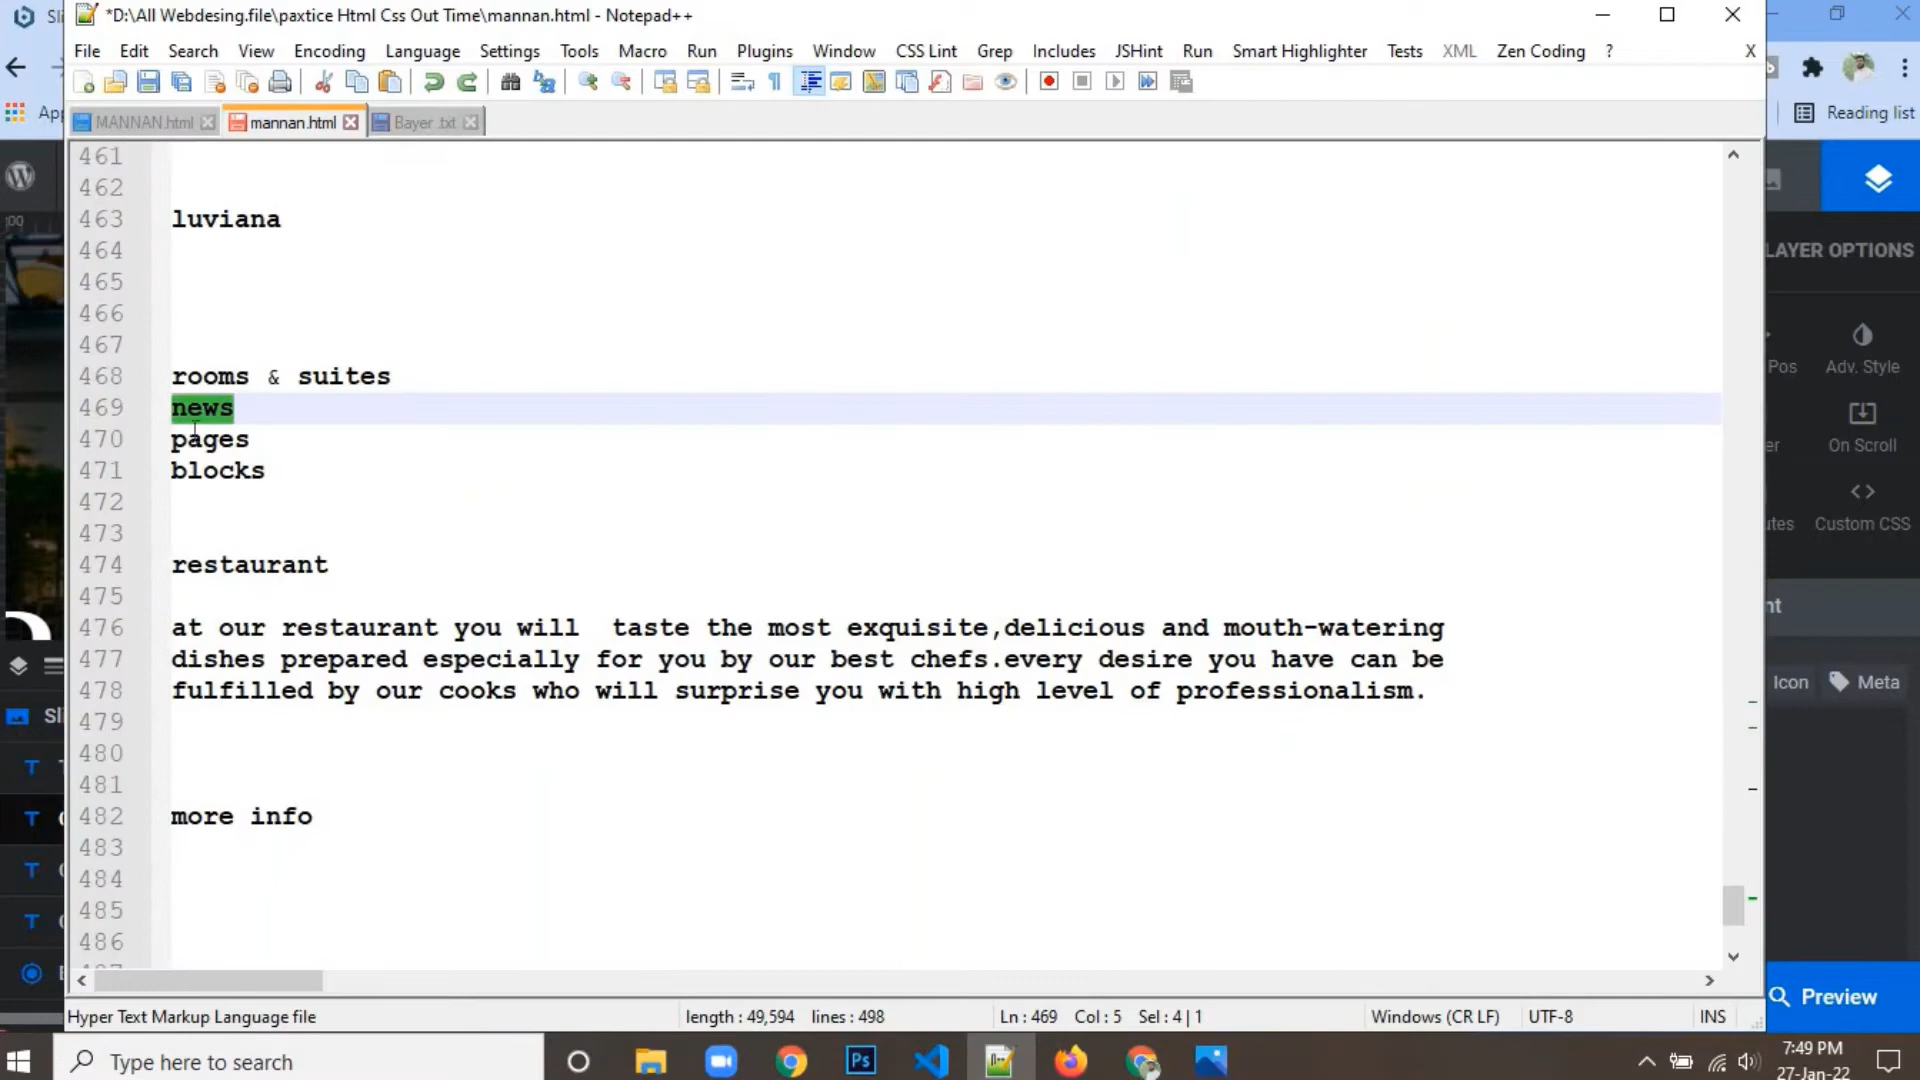 *D:\All Webdesing.file\paxtice Html Css Out Time\mannan.html - Notepad++
File Edit Search View Encoding Language Settings Tools Macro Run Plugins Window CSS Lint Grep Includes JSHint Run Smart Highlighter Tests XML Zen Coding ? X
MANNAN.html mannan.html Bayer .txt
Reading list
461
462
463 luviana
464
465
466
467
468 rooms & suites
469 news
470 pages
471 blocks
472
473
474 restaurant
475
476 at our restaurant you will  taste the most exquisite,delicious and mouth-watering
477 dishes prepared especially for you by our best chefs.every desire you have can be
478 fulfilled by our cooks who will surprise you with high level of professionalism.
479
480
481
482 more info
483
484
485
486
LAYER OPTIONS
Pos Adv. Style
On Scroll
Custom CSS
Icon Meta
Preview
Hyper Text Markup Language file length : 49,594 lines : 498 Ln : 469 Col : 5 Sel : 4 | 1 Windows (CR LF) UTF-8 INS
Type here to search
7:49 PM
27-Jan-22